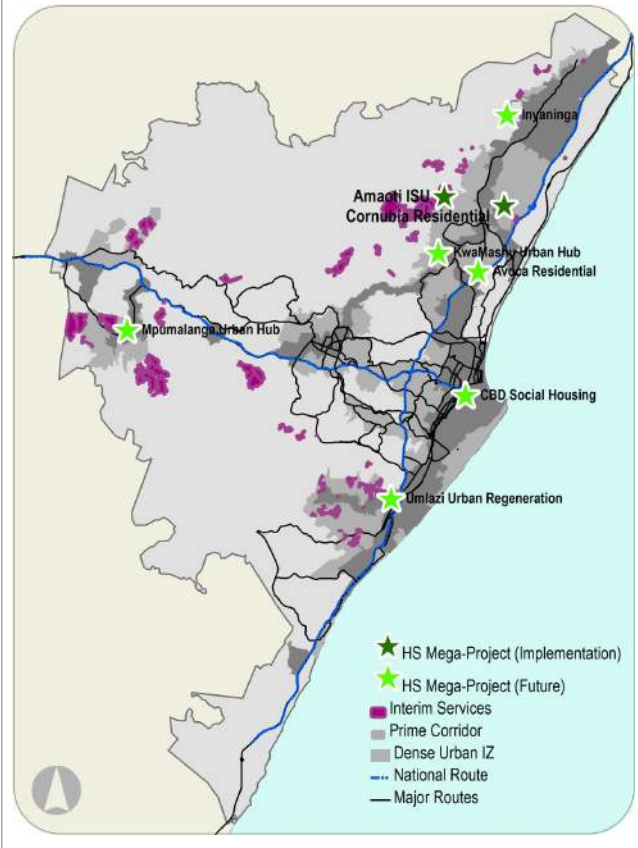 Inyaninga
Amaoti ISU
Cornubia Residential
KwaMashu Urban Hub
Avoca Residential
Mpumalanga Urban Hub
CBD Social Housing
Umlazi Urban Regeneration
HS Mega-Project (Implementation)
HS Mega-Project (Future)
Interim Services
Prime Corridor
Dense Urban IZ
National Route
Major Routes